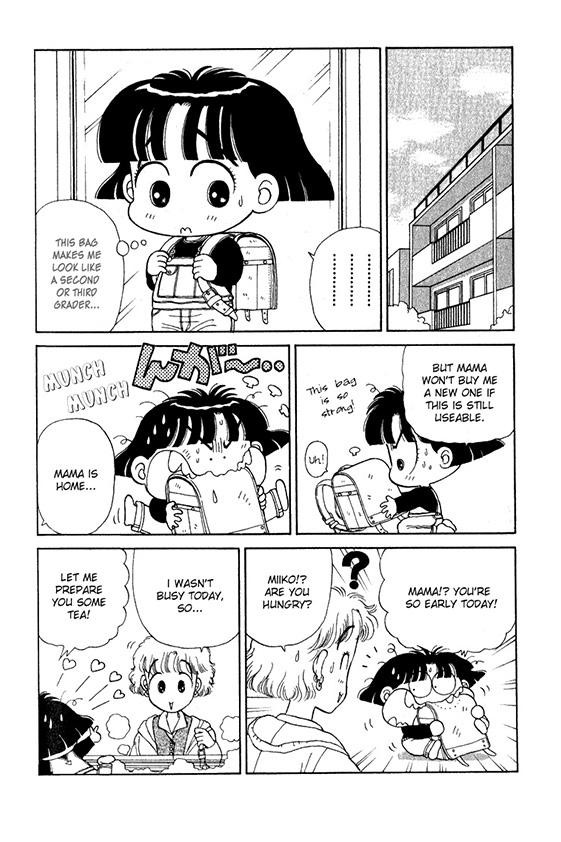 ⋮⋮
THIS BAG
MAKES ME
LOOK LIKE
A SECOND
OR THIRD
GRADER...
BUT MAMA
WON'T BUY ME
A NEW ONE IF
THIS IS STILL
USEABLE.
This bag
is so
strong!
Uh!
んが〜・・
MUNCH
MUNCH
MAMA IS
HOME...
MAMA!? YOU'RE
SO EARLY TODAY!
?
MIIKO!?
ARE YOU
HUNGRY?
I WASN'T
BUSY TODAY,
SO...
LET ME
PREPARE
YOU SOME
TEA!